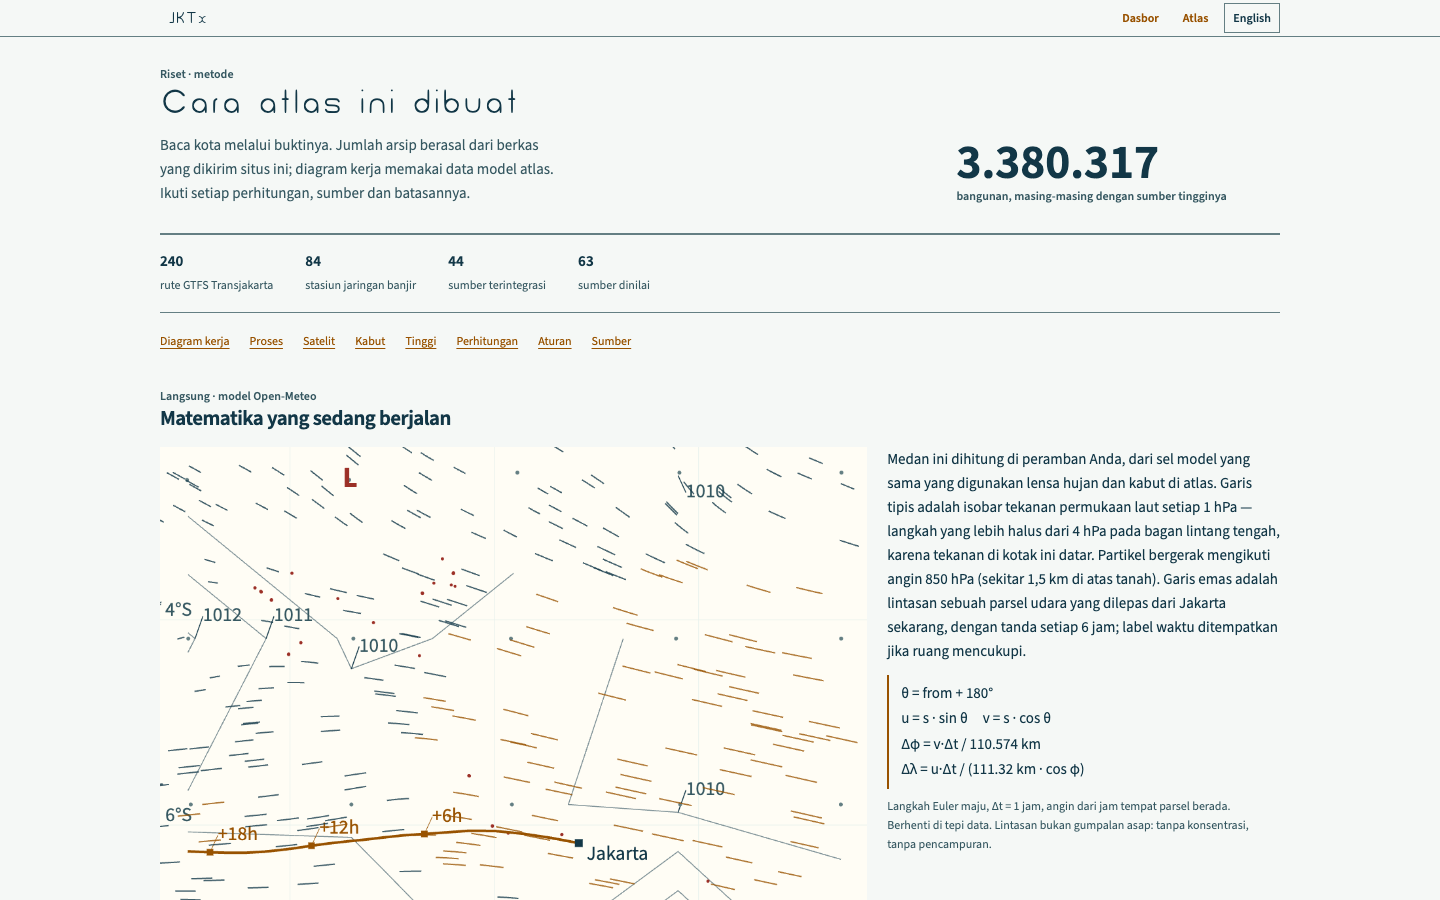 JKTx
Dasbor
Atlas
English
Riset · metode
Cara atlas ini dibuat
Baca kota melalui buktinya. Jumlah arsip berasal dari berkas
yang dikirim situs ini; diagram kerja memakai data model atlas.
Ikuti setiap perhitungan, sumber dan batasannya.
3.380.317
bangunan, masing-masing dengan sumber tingginya
240
rute GTFS Transjakarta
84
stasiun jaringan banjir
44
sumber terintegrasi
63
sumber dinilai
Diagram kerja
Proses
Satelit
Kabut
Tinggi
Perhitungan
Aturan
Sumber
Langsung · model Open-Meteo
Matematika yang sedang berjalan
L
1010
4°S
1012
1011
1010
1010
6°S
+18h
+12h
+6h
Jakarta
Medan ini dihitung di peramban Anda, dari sel model yang
sama yang digunakan lensa hujan dan kabut di atlas. Garis
tipis adalah isobar tekanan permukaan laut setiap 1 hPa —
langkah yang lebih halus dari 4 hPa pada bagan lintang tengah,
karena tekanan di kotak ini datar. Partikel bergerak mengikuti
angin 850 hPa (sekitar 1,5 km di atas tanah). Garis emas adalah
lintasan sebuah parsel udara yang dilepas dari Jakarta
sekarang, dengan tanda setiap 6 jam; label waktu ditempatkan
jika ruang mencukupi.
θ = from + 180°
u = s · sin θ v = s · cos θ
Δφ = v·Δt / 110.574 km
Δλ = u·Δt / (111.32 km · cos φ)
Langkah Euler maju, Δt = 1 jam, angin dari jam tempat parsel berada.
Berhenti di tepi data. Lintasan bukan gumpalan asap: tanpa konsentrasi,
tanpa pencampuran.